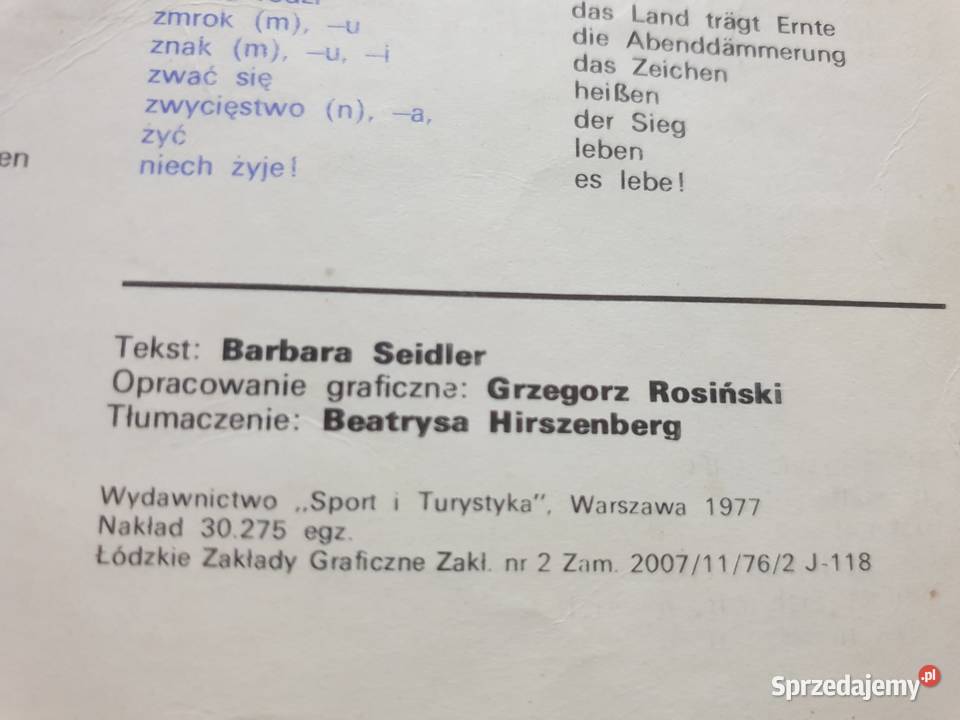 zmrok (m), —u
znak (m), —u, —i
zwać się
zwycięstwo (n), —a,
żyć
niech żyje!
das Land trägt Ernte
die Abenddämmerung
das Zeichen
heißen
der Sieg
leben
es lebe!
en
Tekst: Barbara Seidler
Opracowanie graficzne: Grzegorz Rosiński
Tłumaczenie: Beatrysa Hirszenberg
Wydawnictwo „Sport i Turystyka”, Warszawa 1977
Nakład 30.275 egz.
Łódzkie Zakłady Graficzne Zakł. nr 2 Zam. 2007/11/76/2 J-118
Sprzedajemy.pl